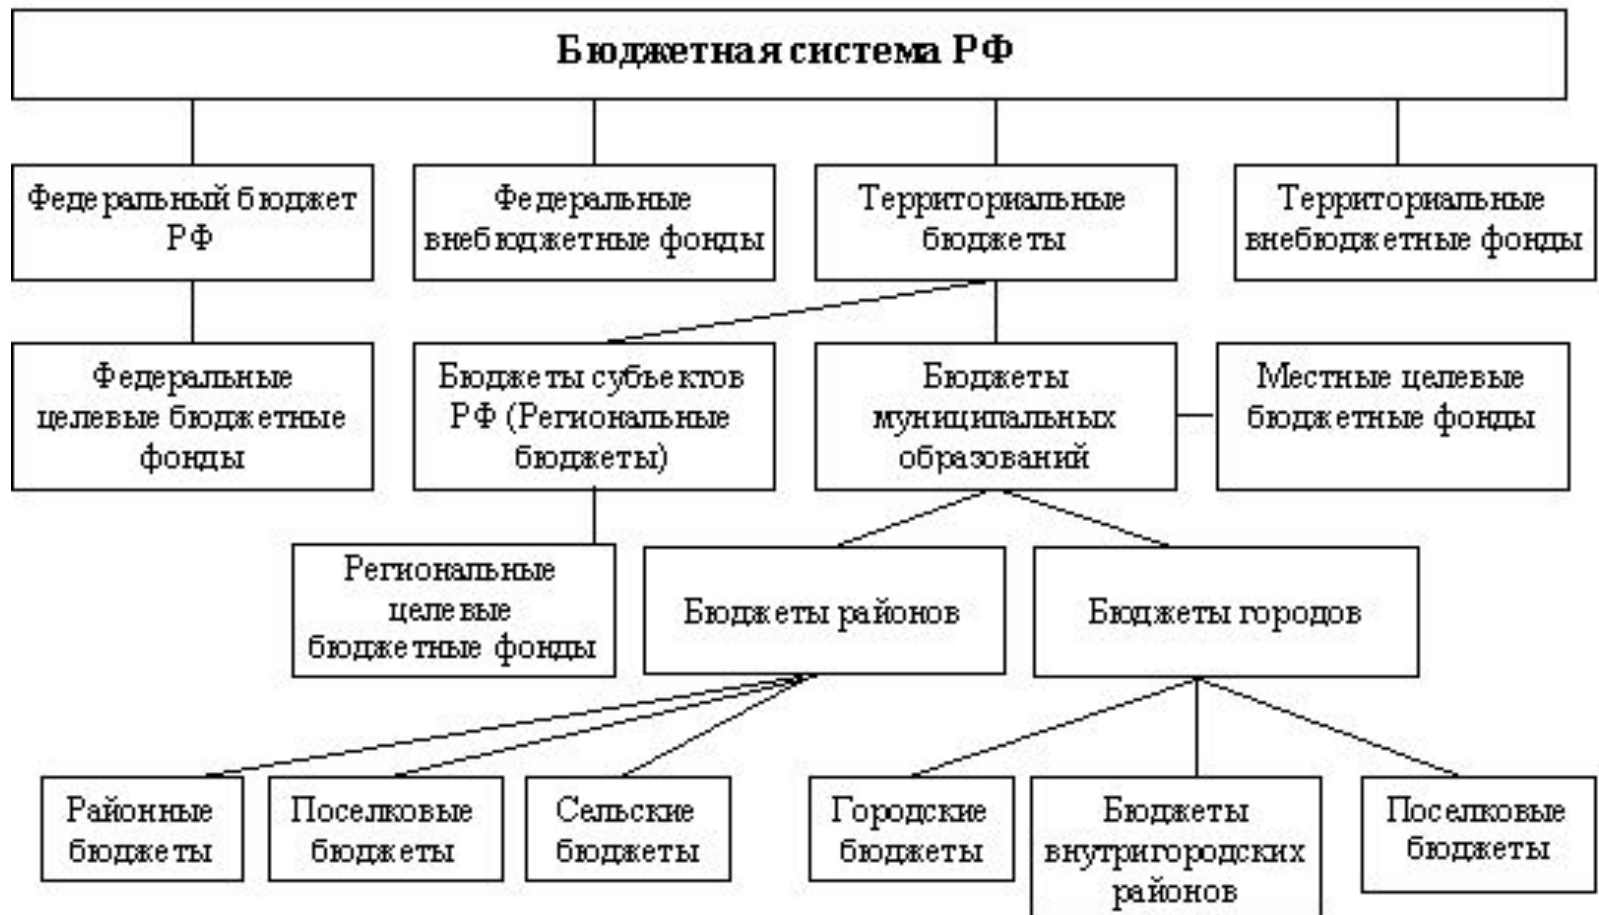 Бюджетная система РФ
Федеральный бюджет
РФ
Федеральные
внебюджетные фонды
Территориальные
бюджеты
Территориальные
внебюджетные фонды
Федеральные
целевые бюджетные
фонды
Бюджеты субъектов
РФ (Региональные
бюджеты)
Бюджеты
муниципальных
образований
Местные целевые
бюджетные фонды
Региональные
целевые
бюджетные фонды
Бюджеты районов
Бюджеты городов
Районные
бюджеты
Поселковые
бюджеты
Сельские
бюджеты
Городские
бюджеты
Бюджеты
внутригородских
районов
Поселковые
бюджеты